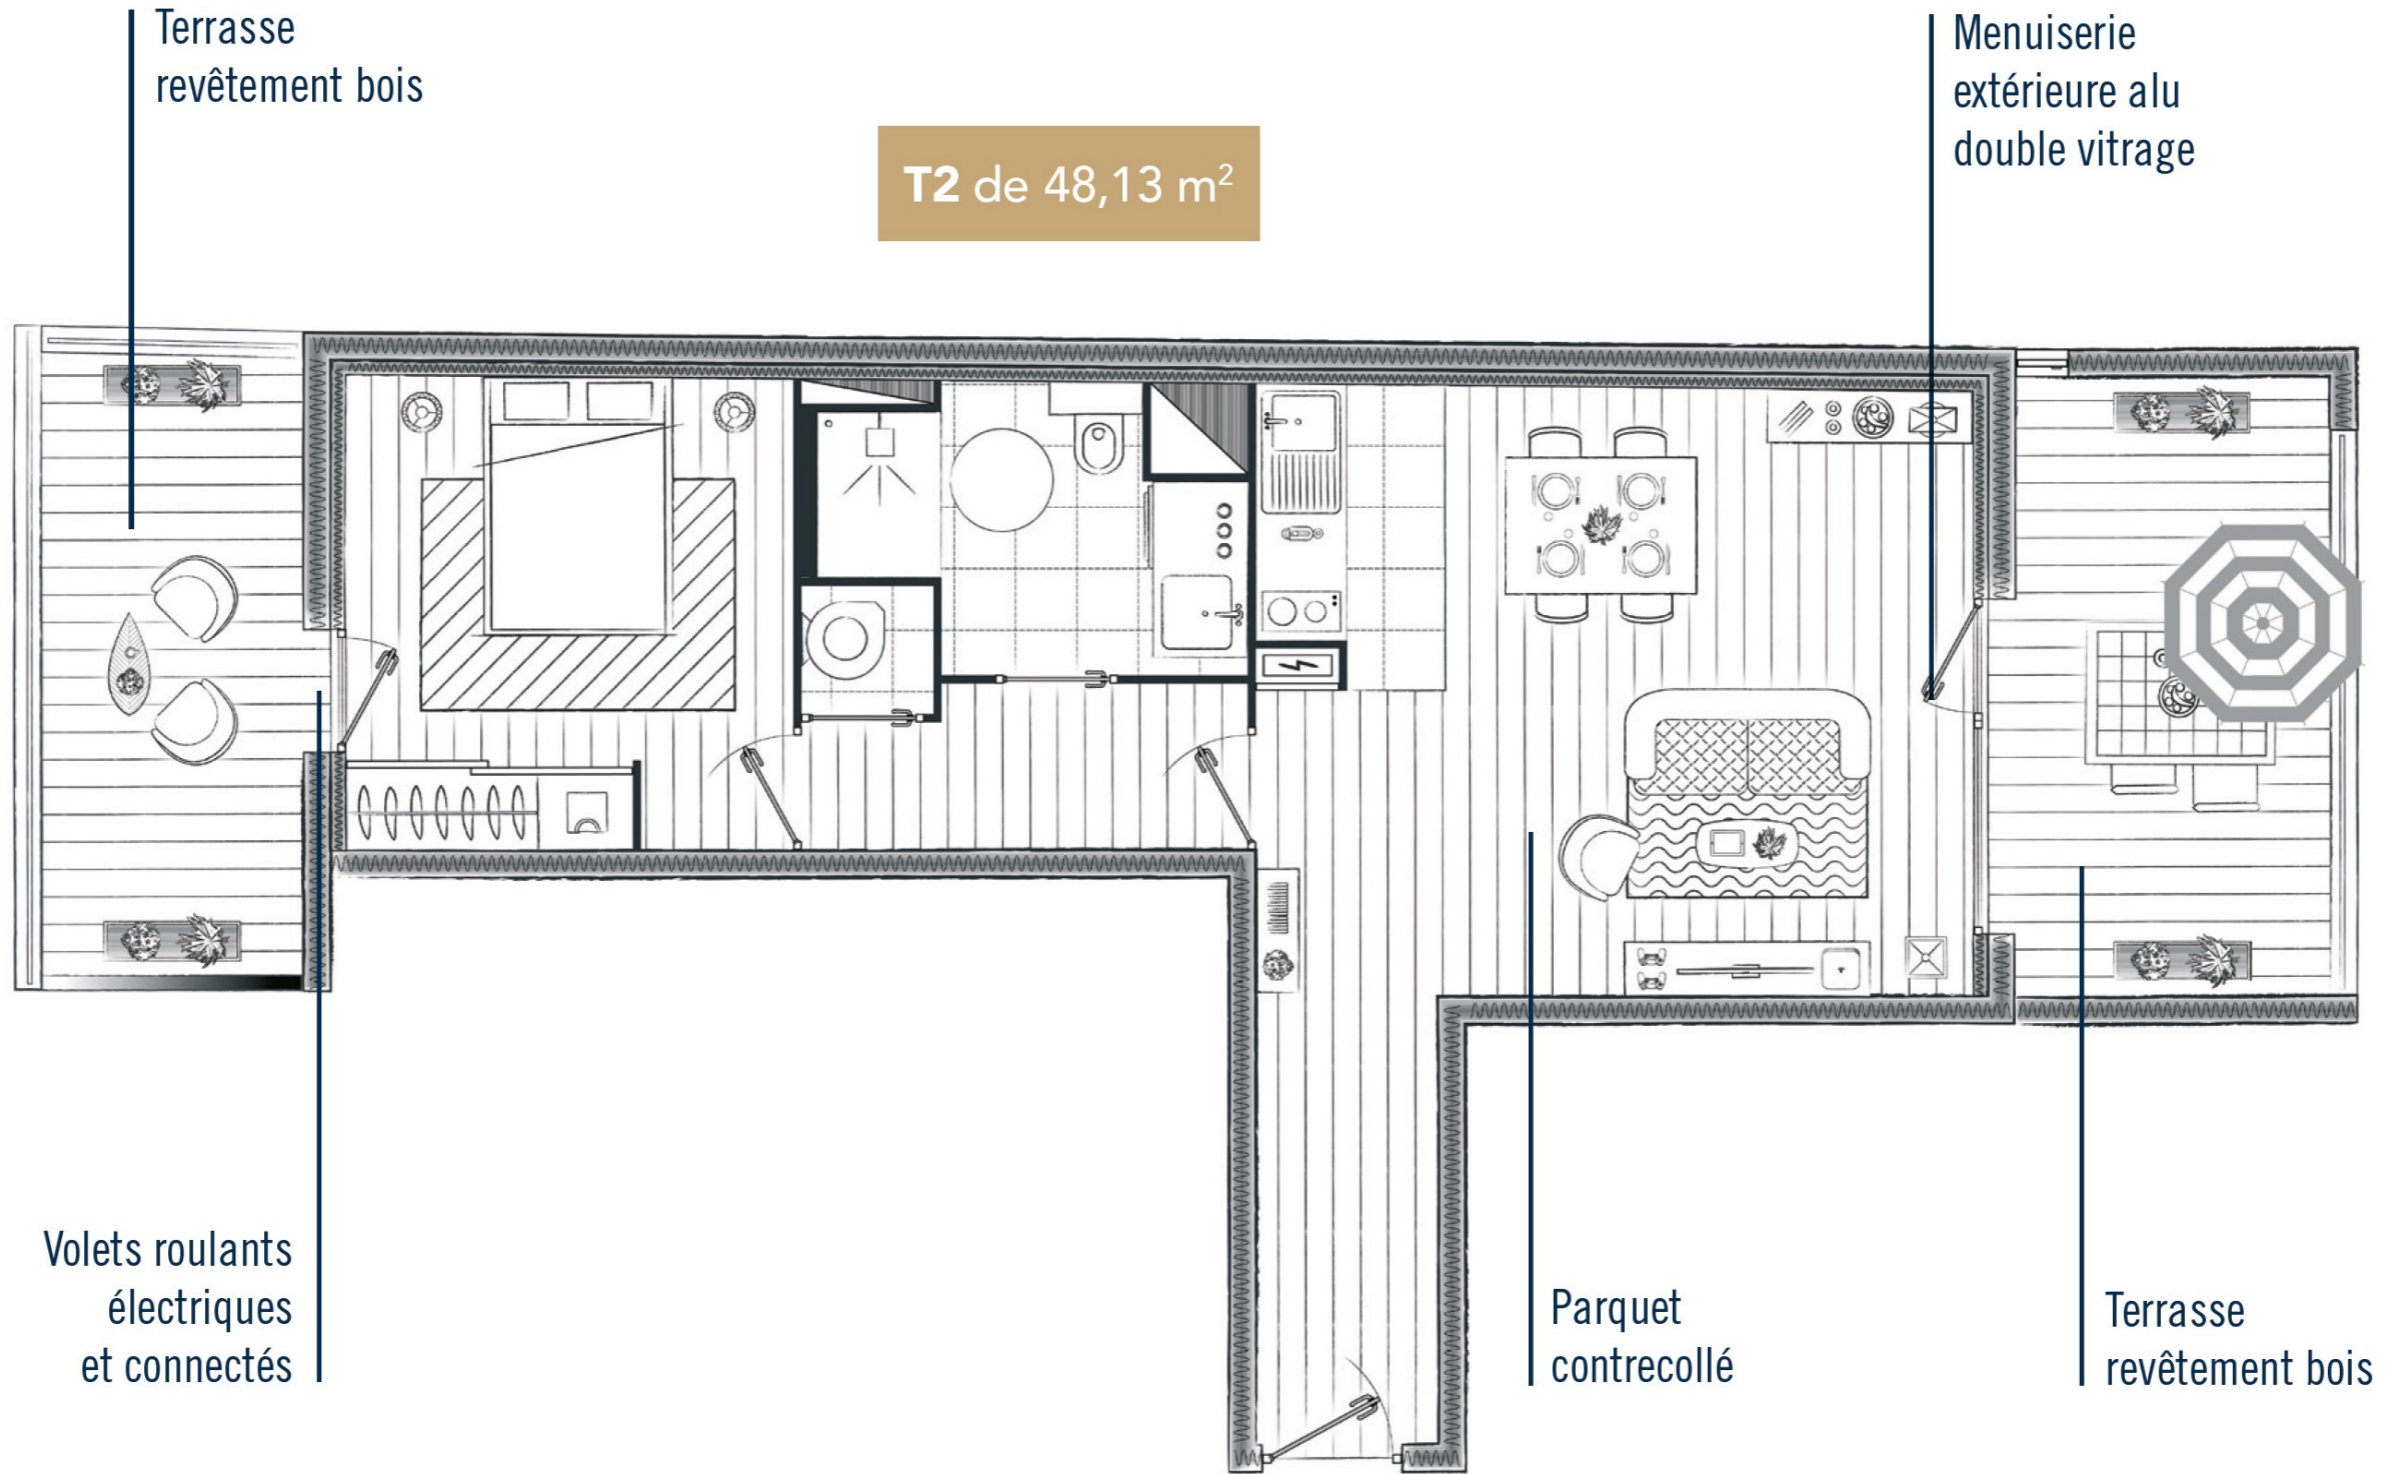 Terrasse
revêtement bois
Menuiserie
extérieure alu
double vitrage
T2 de 48,13 m²
Volets roulants
électriques
et connectés
Parquet
contrecollé
Terrasse
revêtement bois